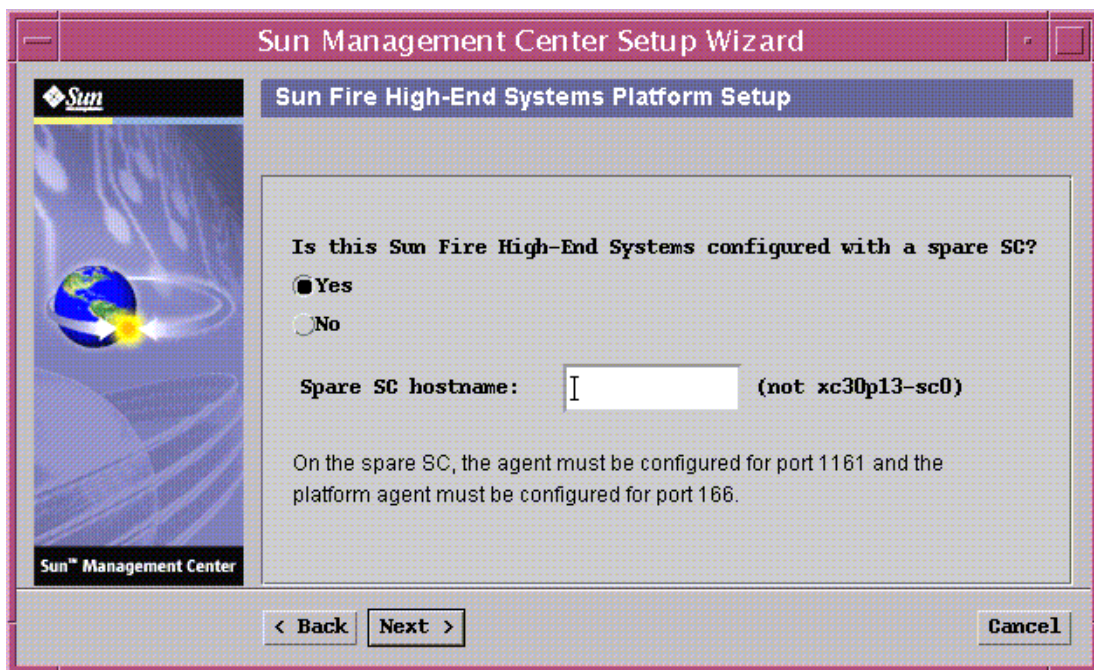 Sun Management Center Setup Wizard
Sun
Sun Fire High-End Systems Platform Setup
Is this Sun Fire High-End Systems configured with a spare SC?
Yes
No
Spare SC hostname: (not xc30p13-sc0)
On the spare SC, the agent must be configured for port 1161 and the
platform agent must be configured for port 166.
Sun™ Management Center
< Back Next > Cancel